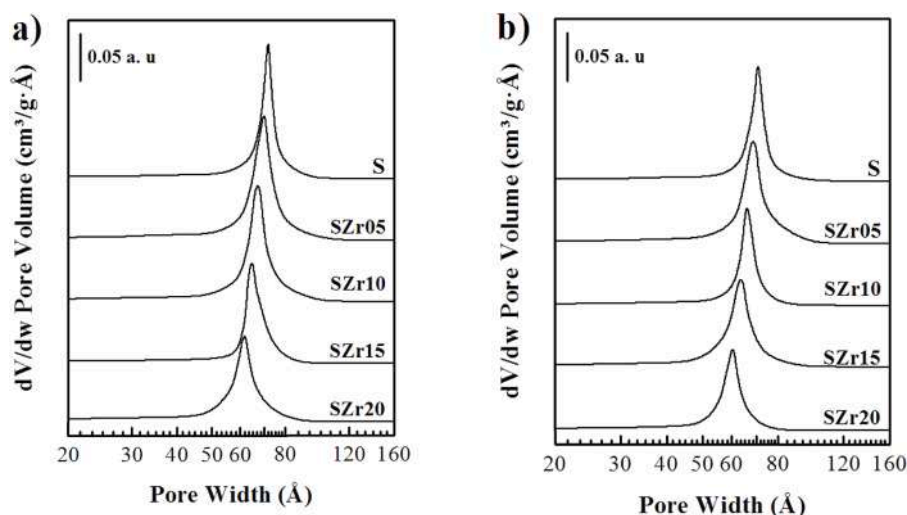 a)
0.05 a. u
dV/dw Pore Volume (cm³/g·Å)
S
SZr05
SZr10
SZr15
SZr20
20 30 40 50 60 80 120 160
Pore Width (Å)
b)
0.05 a. u
dV/dw Pore Volume (cm³/g·Å)
S
SZr05
SZr10
SZr15
SZr20
20 30 40 50 60 80 120 160
Pore Width (Å)